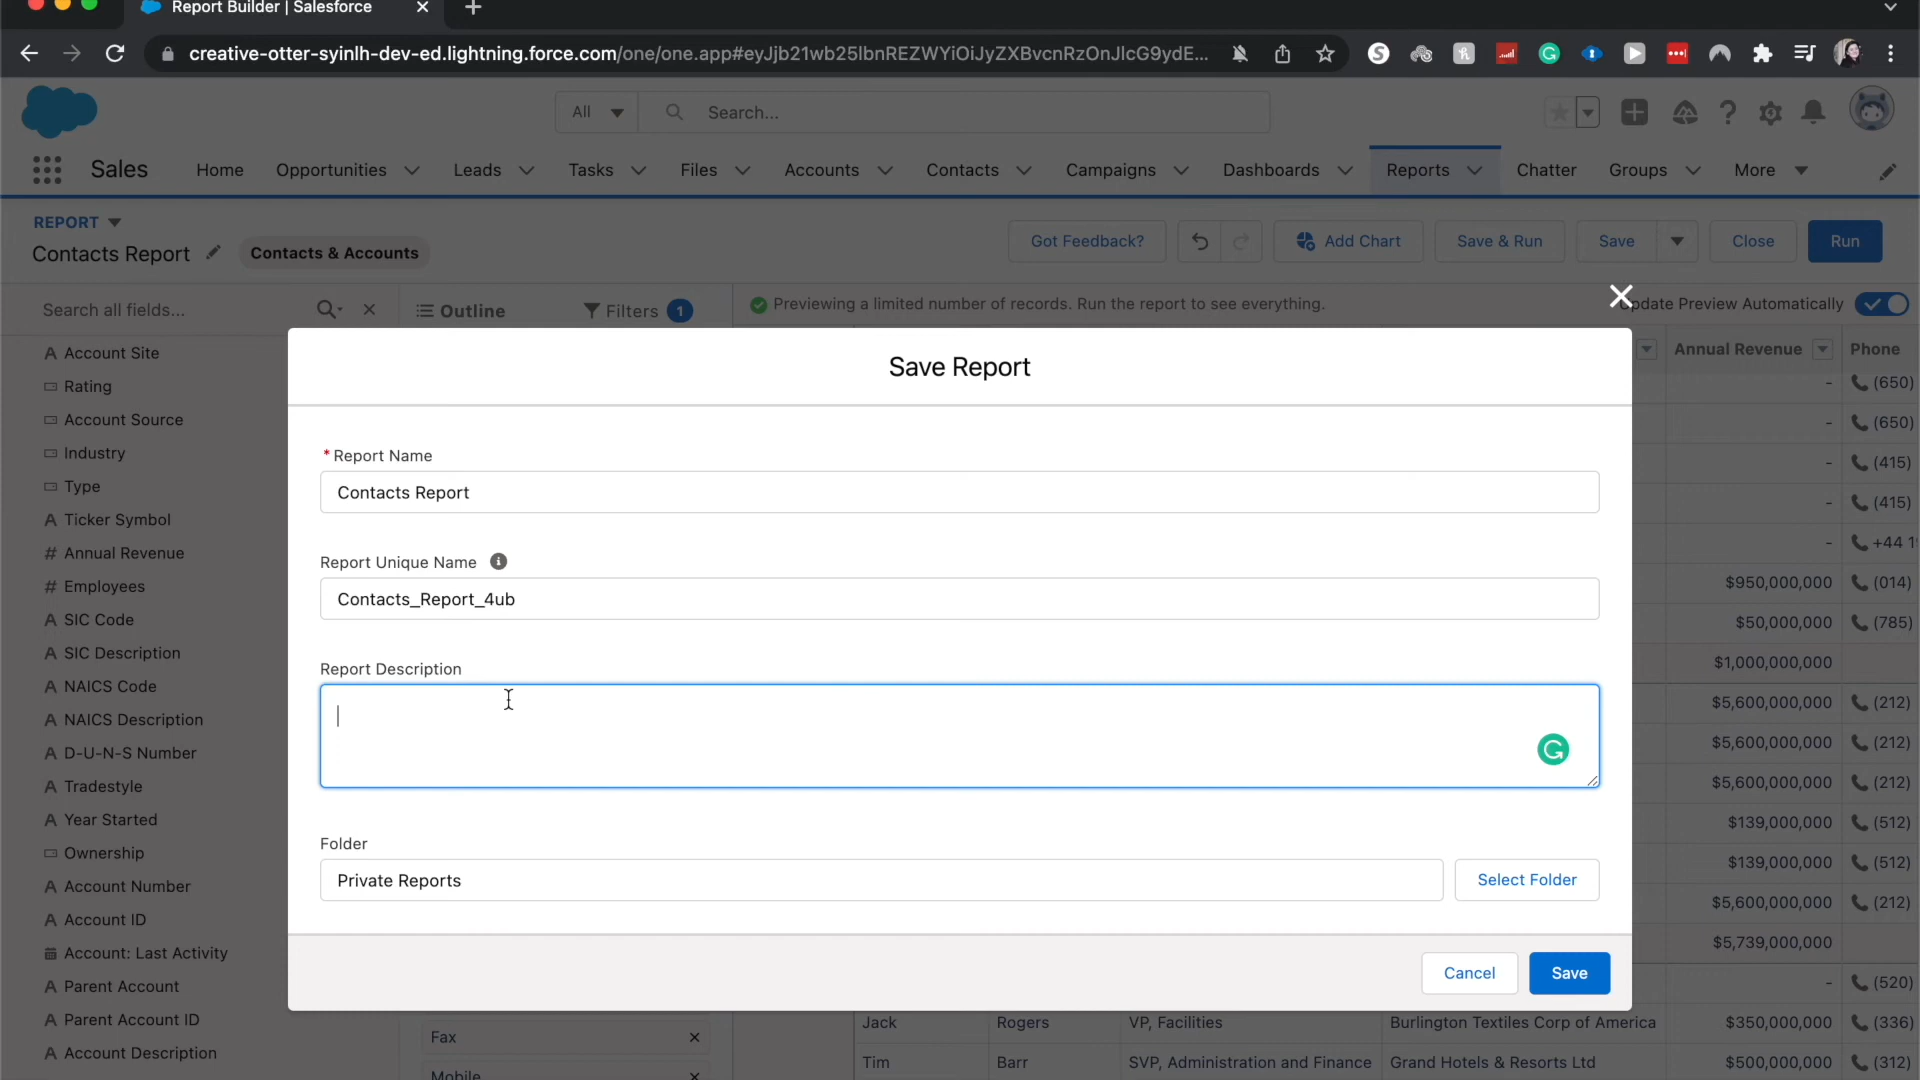 Report Builder | Salesforce
creative-otter-syinlh-dev-ed.lightning.force.com/one/one.app#eyJjb21wb25lbnREZWYiOiJyZXBvcnRzOnJlcG9ydE...
All
Search...
Sales
Home
Opportunities
Leads
Tasks
Files
Accounts
Contacts
Campaigns
Dashboards
Reports
Chatter
Groups
More
REPORT
Contacts Report
Contacts & Accounts
Got Feedback?
Add Chart
Save & Run
Save
Close
Run
Search all fields...
Outline
Filters 1
Previewing a limited number of records. Run the report to see everything.
Update Preview Automatically
Account Site
Rating
Account Source
Industry
Type
Ticker Symbol
# Annual Revenue
# Employees
SIC Code
SIC Description
NAICS Code
NAICS Description
D-U-N-S Number
Tradestyle
Year Started
Ownership
Account Number
Account ID
Account: Last Activity
Parent Account
Parent Account ID
Account Description
Save Report
* Report Name
Contacts Report
Report Unique Name
Contacts_Report_4ub
Report Description
Folder
Private Reports
Select Folder
Cancel
Save
Annual Revenue
Phone
- (650)
- (650)
- (415)
- (415)
- +44 1
$950,000,000 (014)
$50,000,000 (785)
$1,000,000,000
$5,600,000,000 (212)
$5,600,000,000 (212)
$5,600,000,000 (212)
$139,000,000 (512)
$139,000,000 (512)
$5,600,000,000 (212)
$5,739,000,000
- (520)
Fax
Mobile
Jack Rogers VP, Facilities Burlington Textiles Corp of America $350,000,000 (336)
Tim Barr SVP, Administration and Finance Grand Hotels & Resorts Ltd $500,000,000 (312)